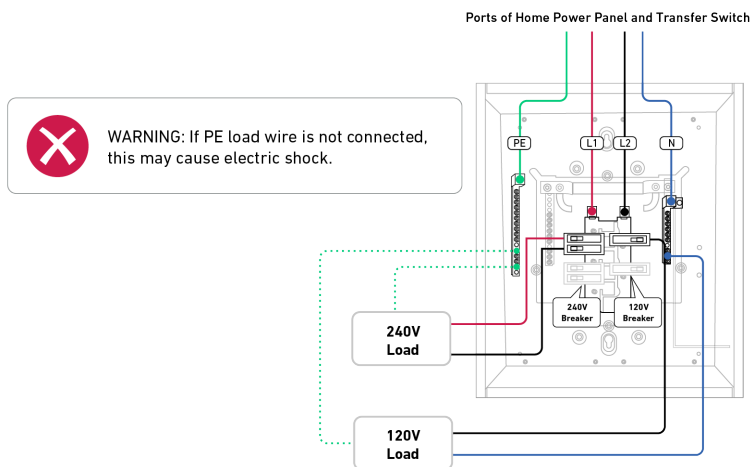 Ports of Home Power Panel and Transfer Switch
WARNING: If PE load wire is not connected,
this may cause electric shock.
PE
L1
L2
N
240V
Breaker
120V
Breaker
240V
Load
120V
Load